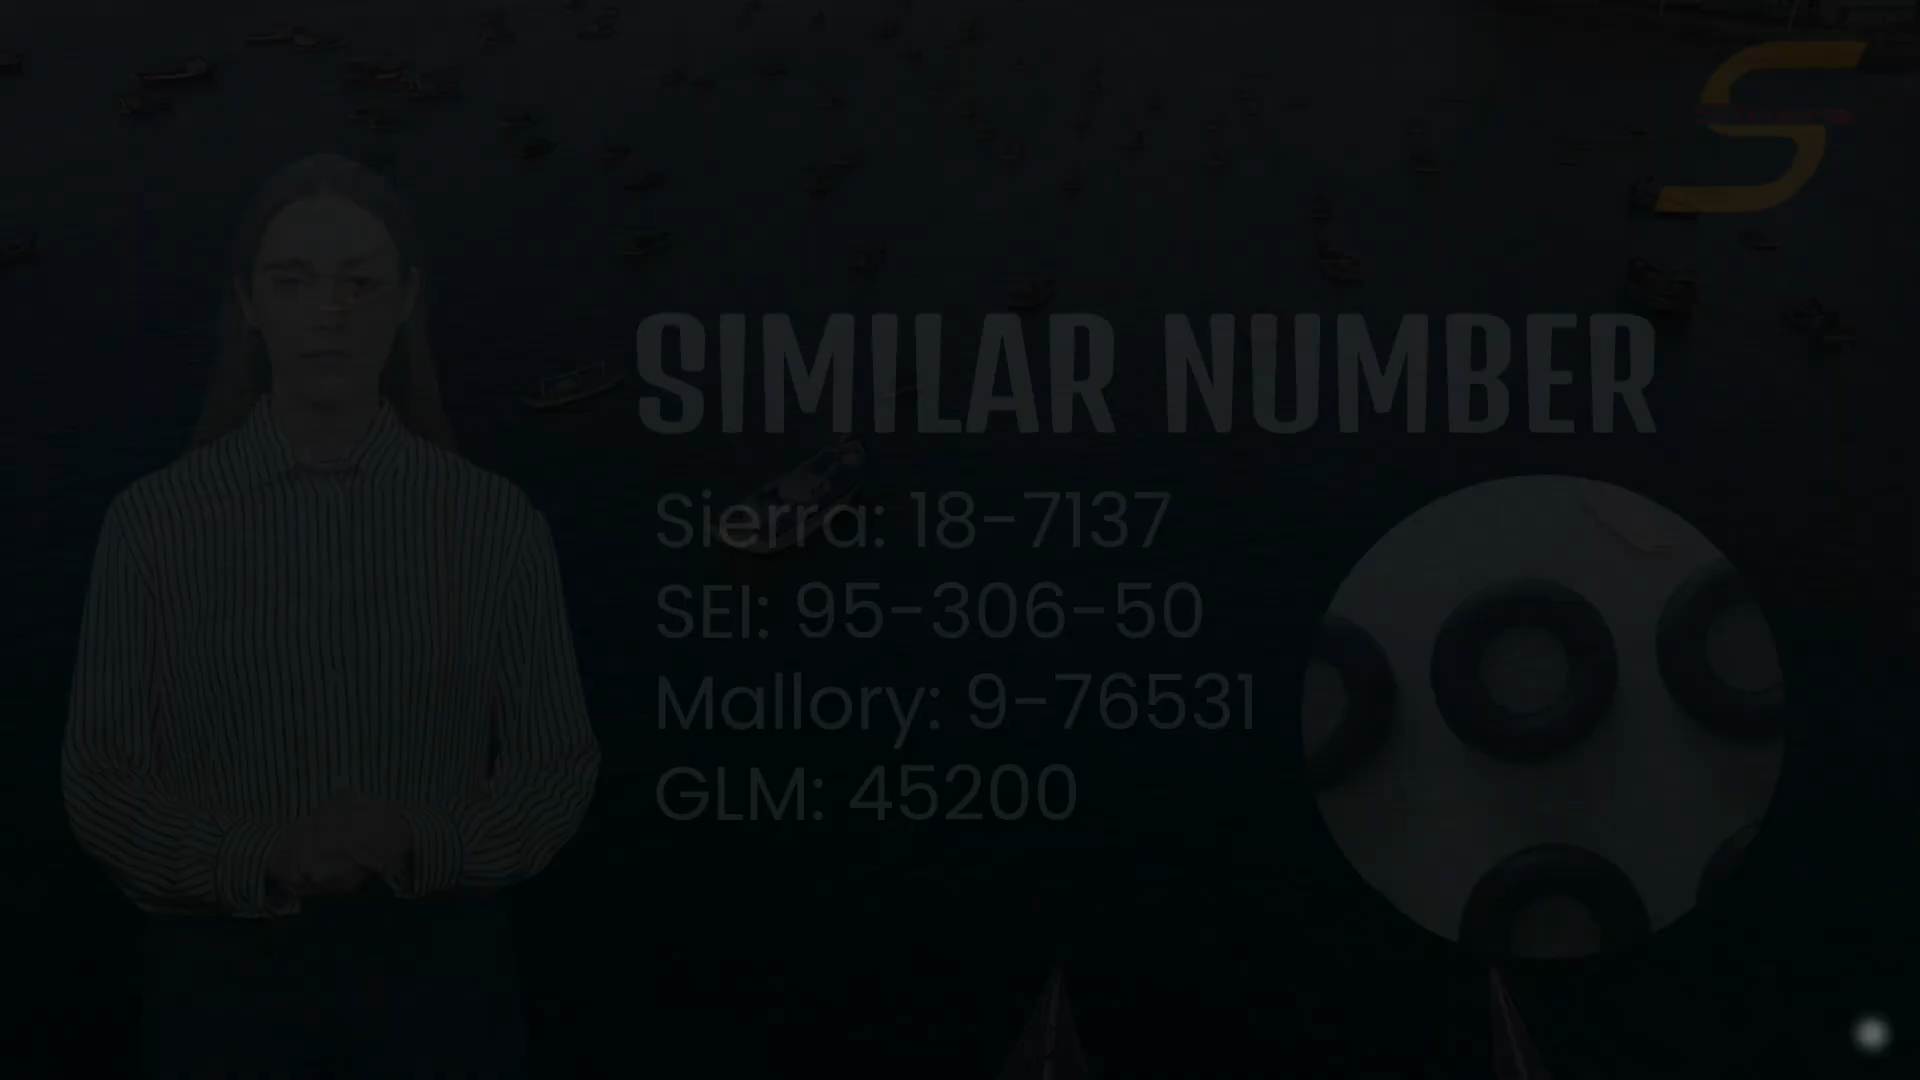 SIMILAR NUMBER
Sierra: 18-7137
SEI: 95-306-50
Mallory: 9-76531
GLM: 45200